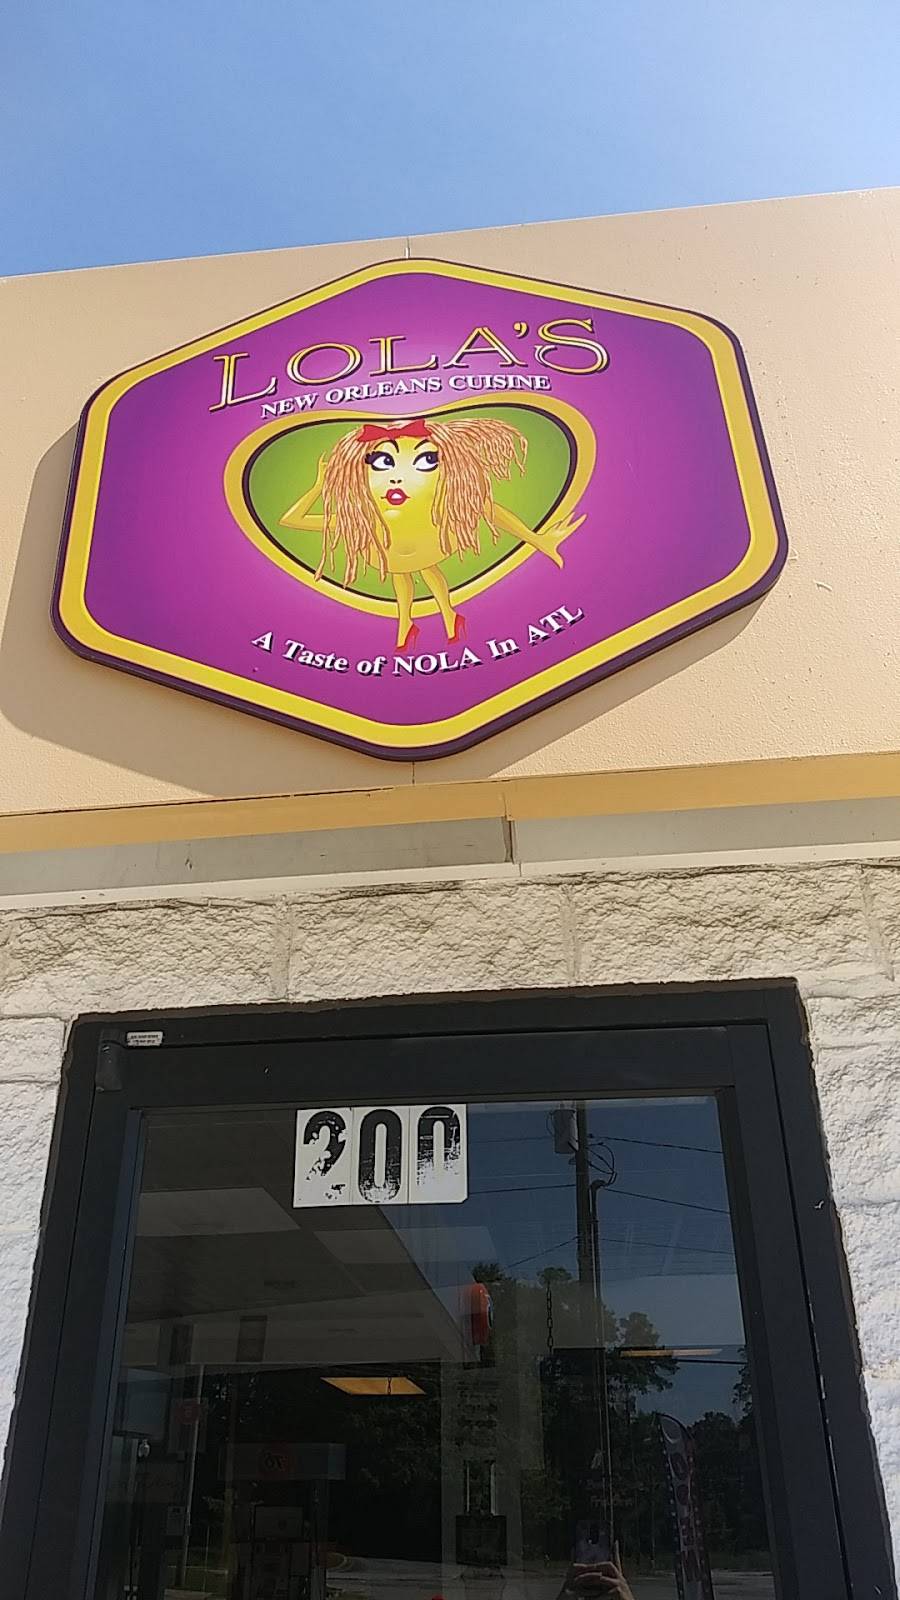 LOLA'S
NEW ORLEANS CUISINE
A Taste of NOLA In ATL
200